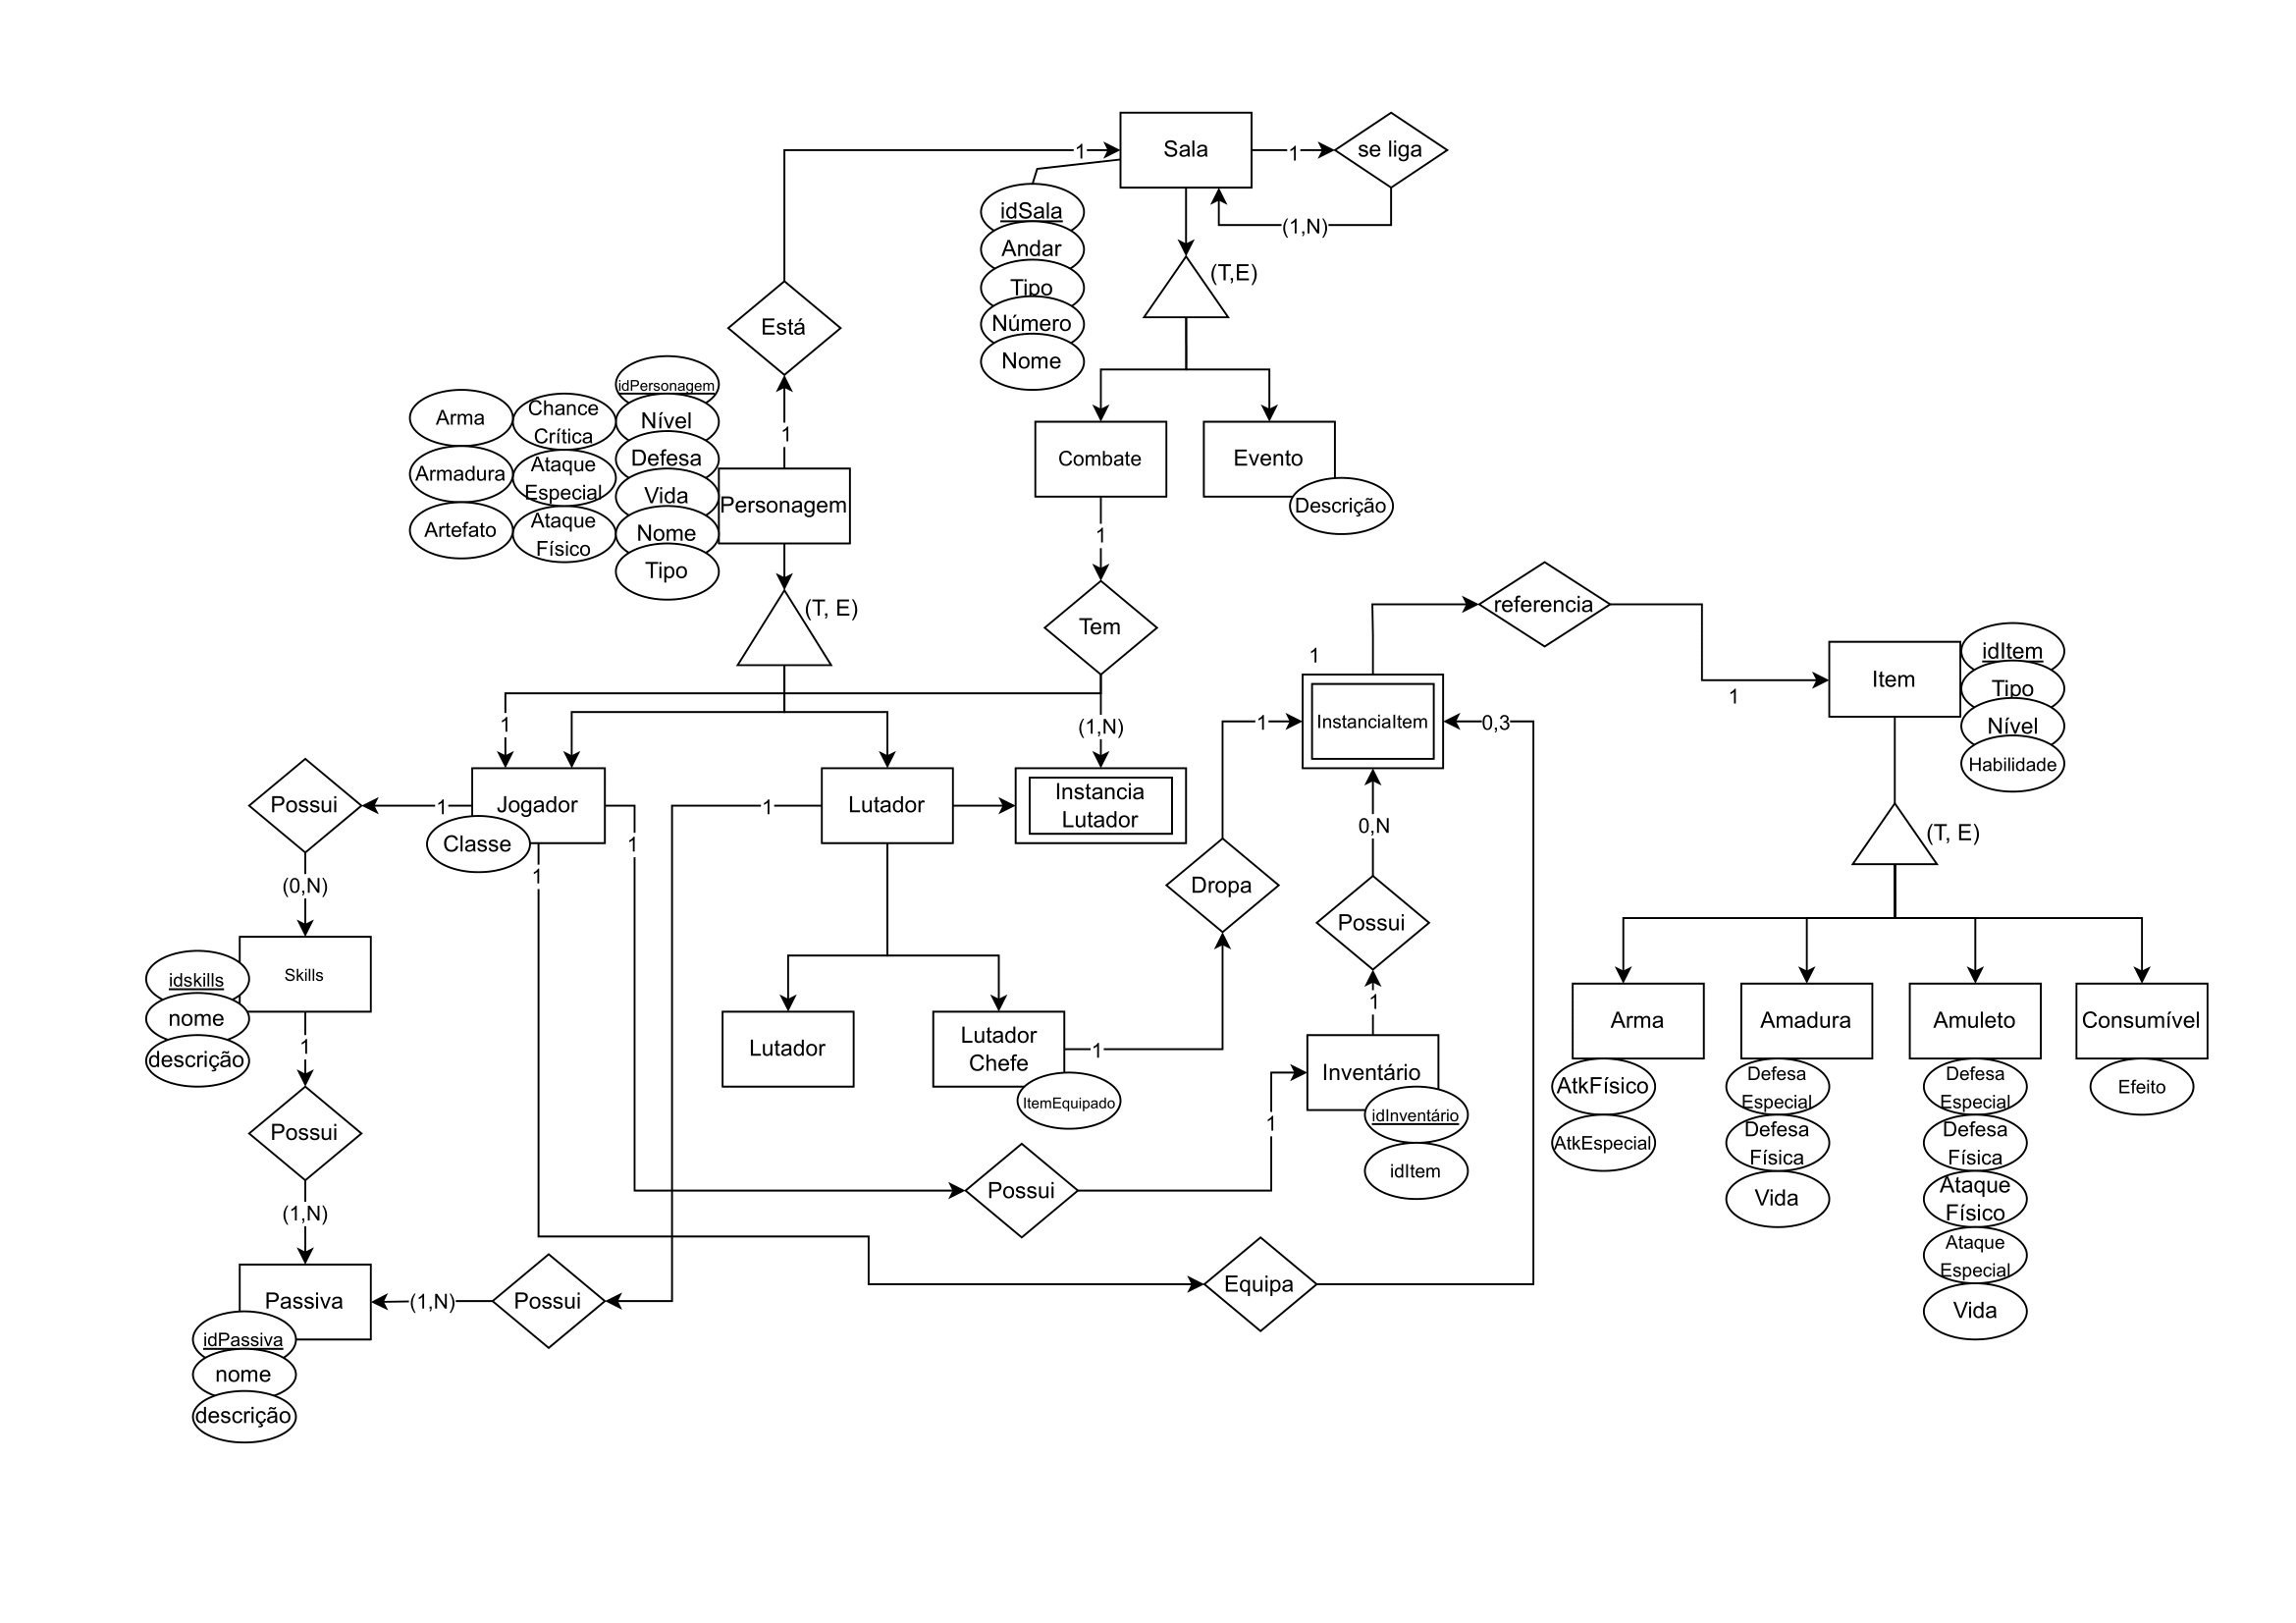 Sala
1
1
se liga
idSala
Andar
Tipo
Número
Nome
(1,N)
(T,E)
Está
Combate
Evento
Descrição
1
Arma
Armadura
Artefato
Chance
Crítica
Ataque
Especial
Ataque
Físico
idPersonagem
Nível
Defesa
Vida
Nome
Tipo
Personagem
1
(T, E)
Tem
referencia
1
1
Item
idItem
Tipo
Nível
Habilidade
InstanciaItem
1
0,3
1
(1,N)
Possui
1
Jogador
Classe
1
1
1
Lutador
Instancia
Lutador
0,N
(T, E)
(0,N)
Dropa
Possui
Skills
idskills
nome
descrição
1
Lutador
Lutador
Chefe
ItemEquipado
1
1
Inventário
idInventário
idItem
1
Arma
AtkFísico
AtkEspecial
Amadura
Defesa
Especial
Defesa
Física
Vida
Amuleto
Defesa
Especial
Defesa
Física
Ataque
Físico
Ataque
Especial
Vida
Consumível
Efeito
Possui
Possui
(1,N)
Passiva
idPassiva
nome
descrição
(1,N)
Possui
Equipa